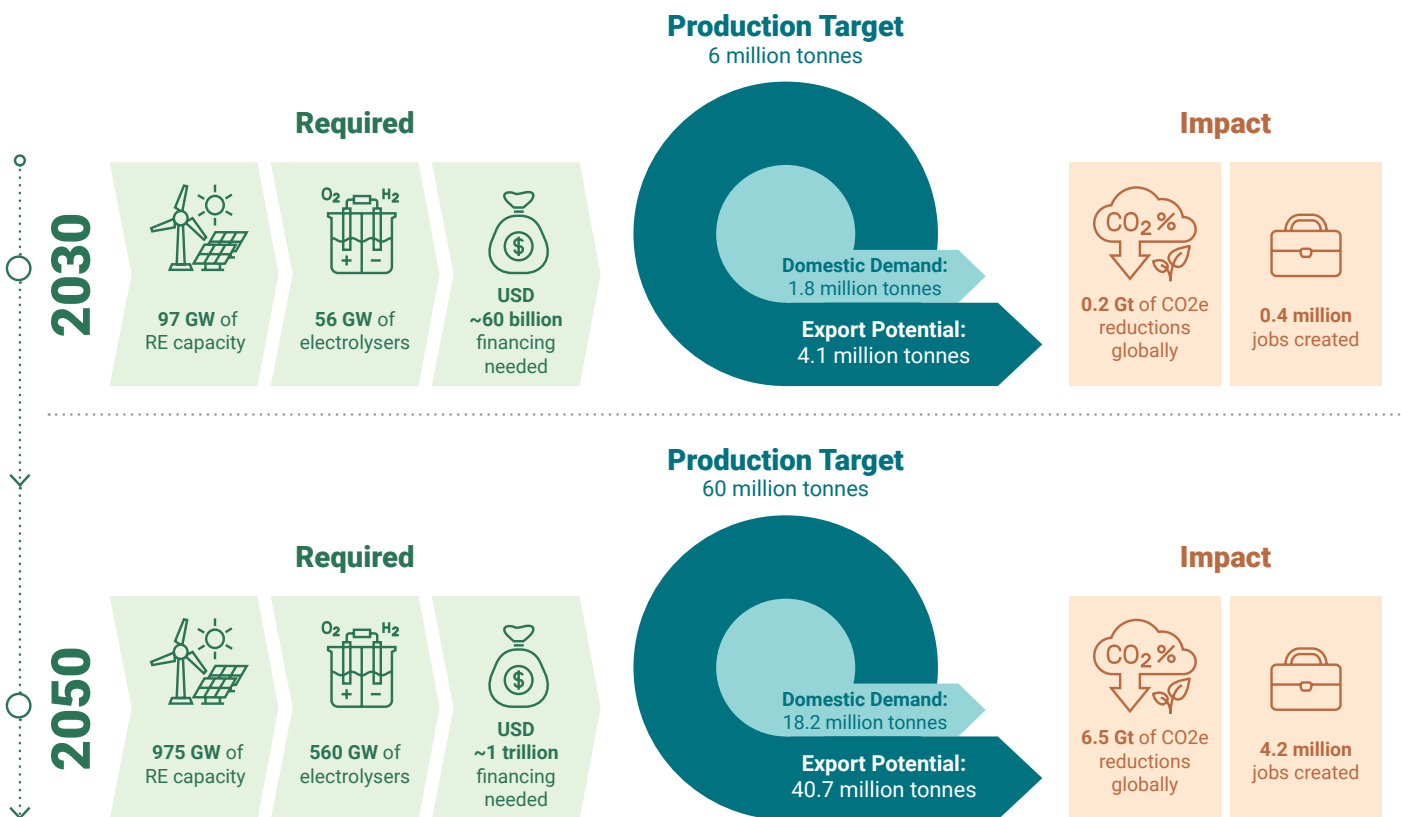 Production Target
6 million tonnes
Required
Impact
2030
O2 H2
+ −
$
CO2 %
97 GW of
RE capacity
56 GW of
electrolysers
USD
~60 billion
financing
needed
Domestic Demand:
1.8 million tonnes
Export Potential:
4.1 million tonnes
0.2 Gt of CO2e
reductions
globally
0.4 million
jobs created
Production Target
60 million tonnes
Required
Impact
2050
O2 H2
+ −
$
CO2 %
975 GW of
RE capacity
560 GW of
electrolysers
USD
~1 trillion
financing
needed
Domestic Demand:
18.2 million tonnes
Export Potential:
40.7 million tonnes
6.5 Gt of CO2e
reductions
globally
4.2 million
jobs created